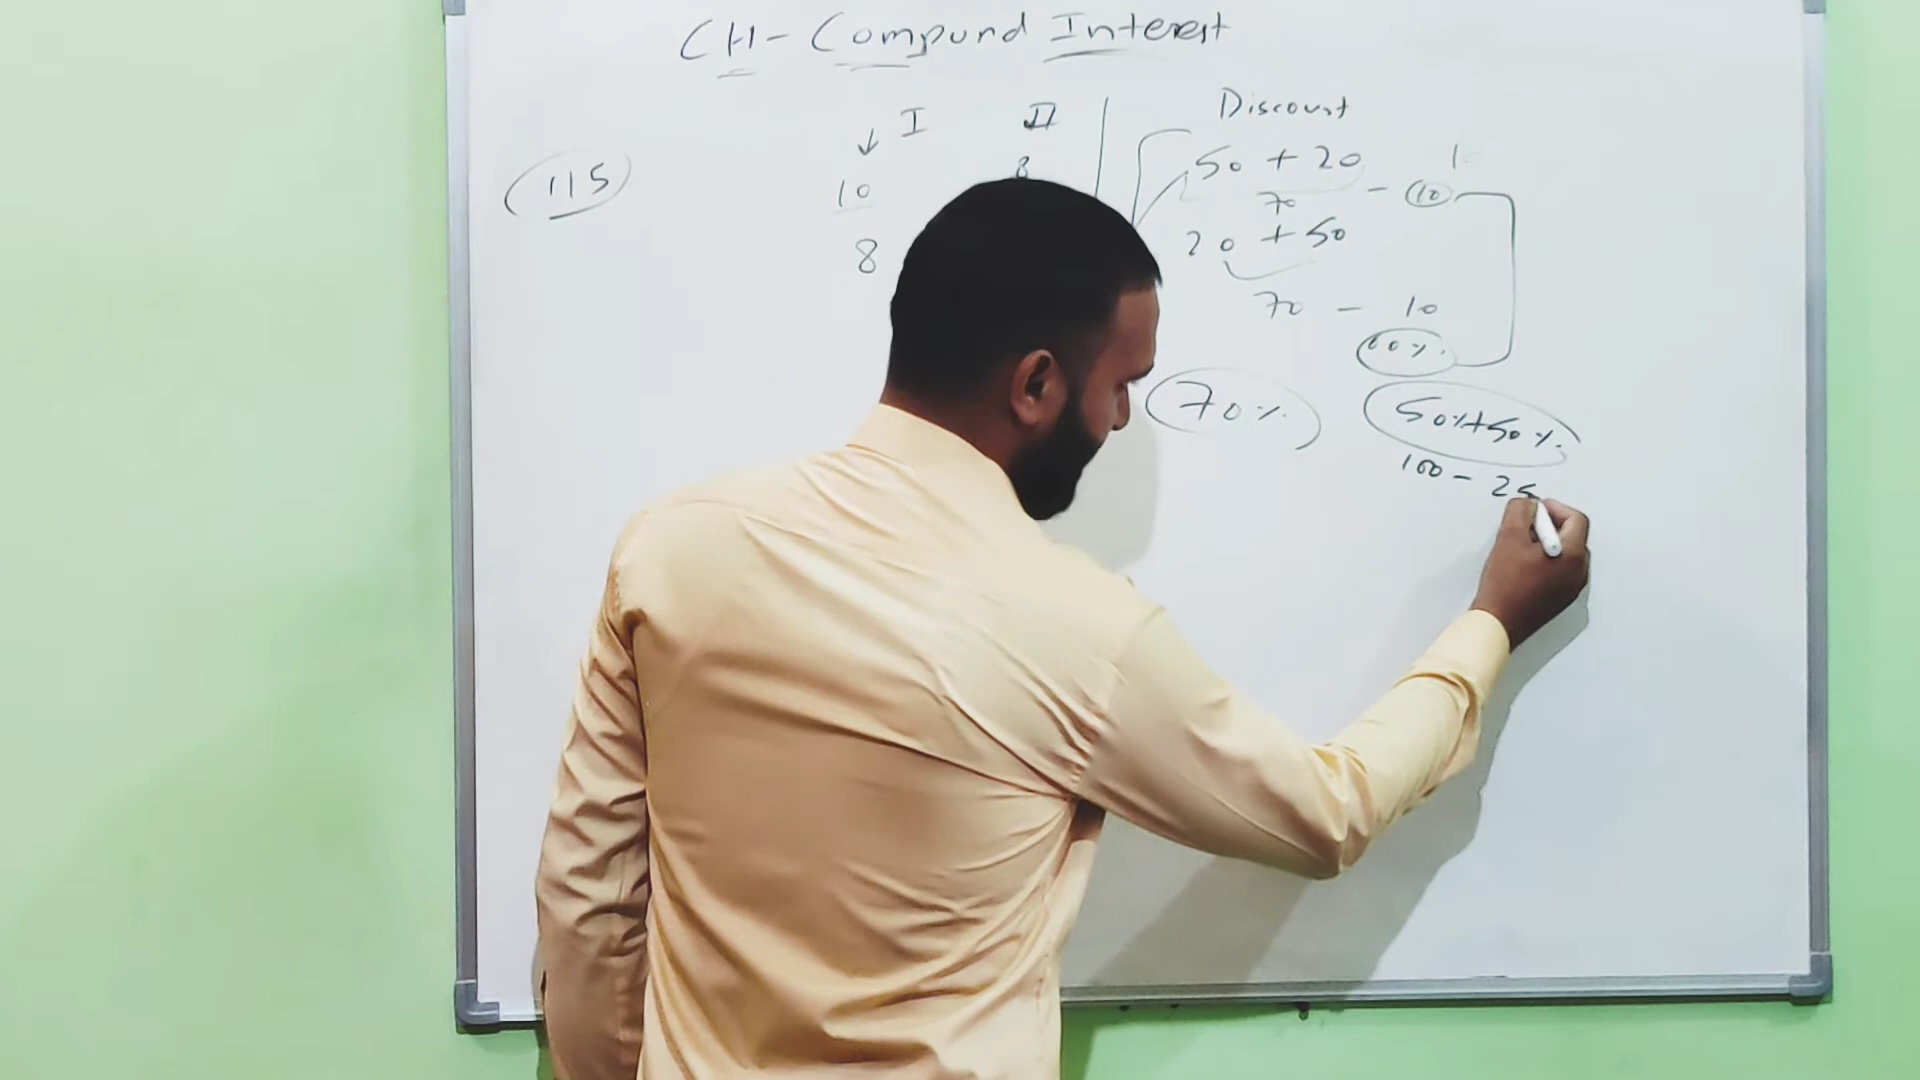 CH - Compund Interest
I II
10 8
8
115
Discount
50 + 20
70 - 10
20 + 50
70 - 10
60%
70% 50%+50%
100 - 25